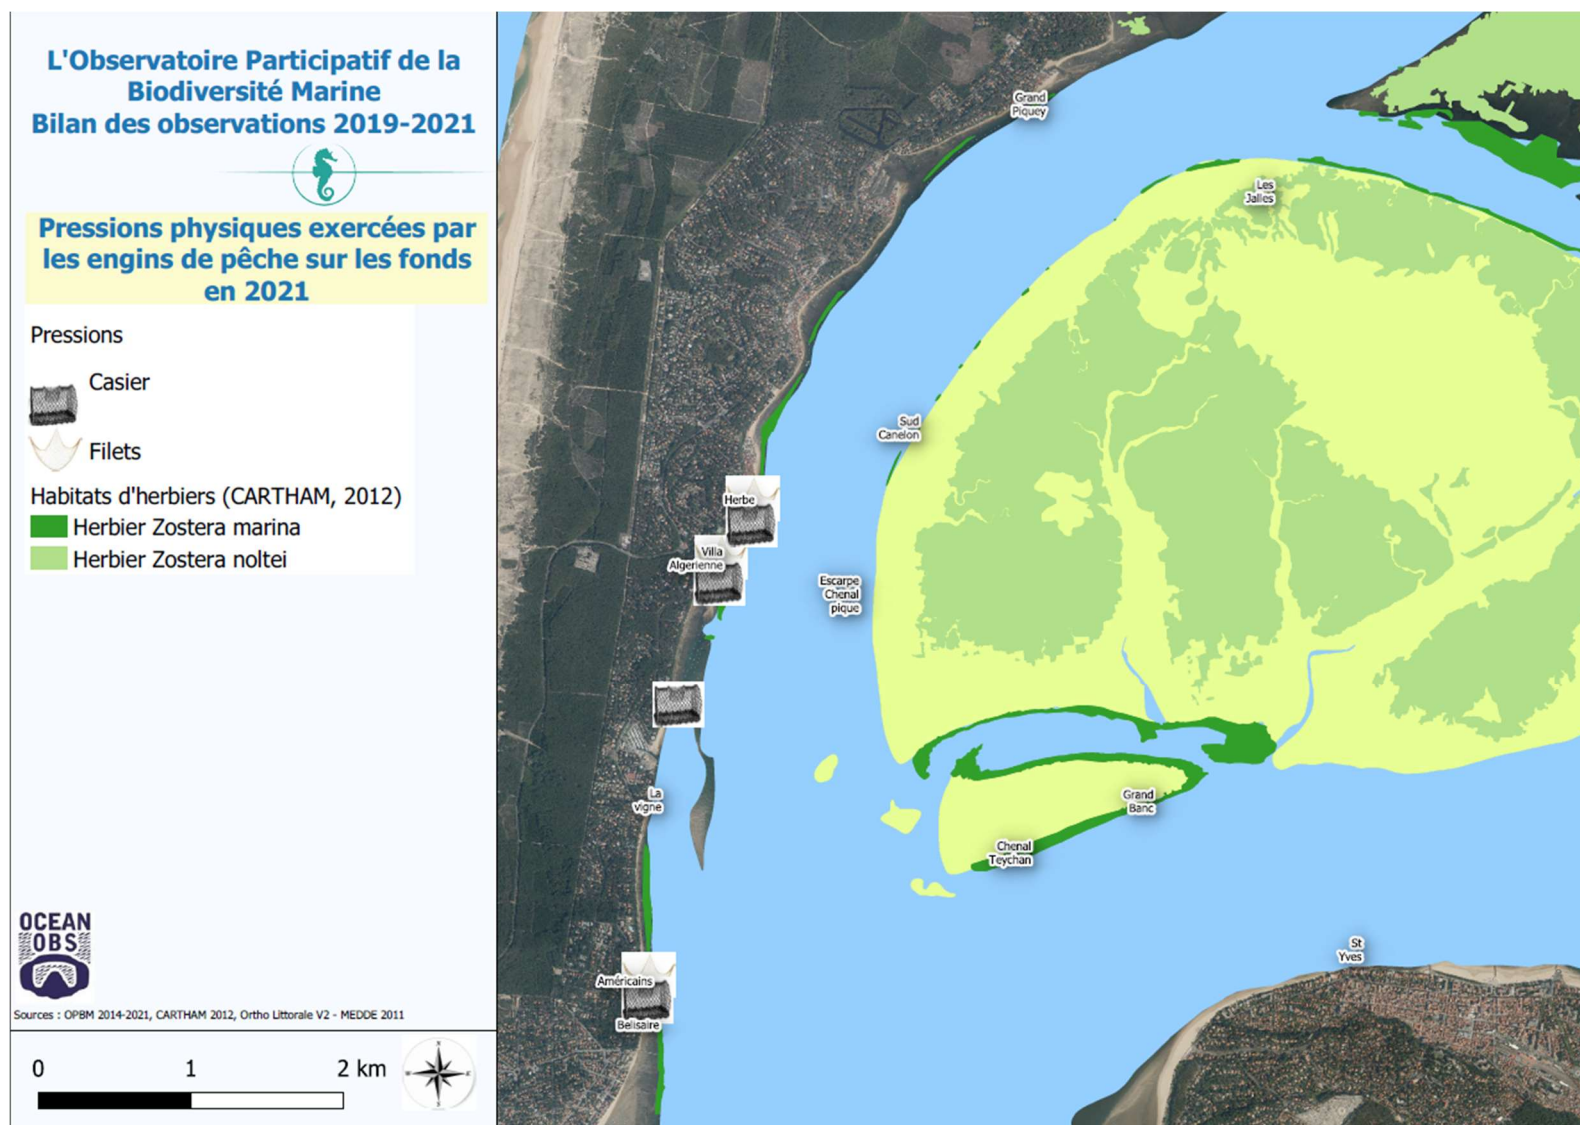 L'Observatoire Participatif de la
Biodiversité Marine
Bilan des observations 2019-2021
Pressions physiques exercées par
les engins de pêche sur les fonds
en 2021
Pressions
Casier
Filets
Habitats d'herbiers (CARTHAM, 2012)
Herbier Zostera marina
Herbier Zostera noltei
OCEAN
OBS
Sources : OPBM 2014-2021, CARTHAM 2012, Ortho Littorale V2 - MEDDE 2011
0 1 2 km
N
W E
S
Grand
Piquey
Les
Jalles
Sud
Canelon
Herbe
Villa
Algerienne
Escarpe
Chenal
pique
La
vigne
Grand
Banc
Chenal
Teychan
St
Yves
Américains
Belisaire